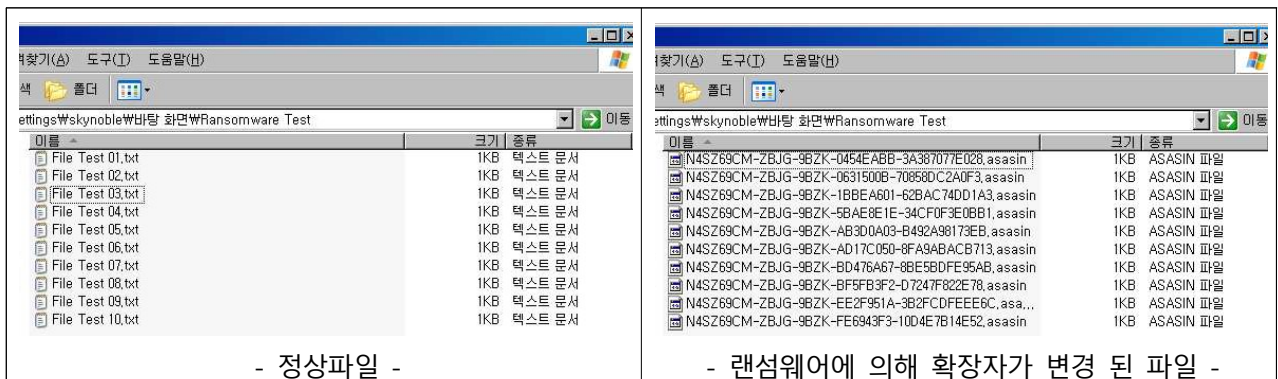 겨찾기(A) 도구(T) 도움말(H)
색 폴더
ettings₩skynoble₩바탕 화면₩Ransomware Test 이동
이름 크기 종류
File Test 01.txt 1KB 텍스트 문서
File Test 02.txt 1KB 텍스트 문서
File Test 03.txt 1KB 텍스트 문서
File Test 04.txt 1KB 텍스트 문서
File Test 05.txt 1KB 텍스트 문서
File Test 06.txt 1KB 텍스트 문서
File Test 07.txt 1KB 텍스트 문서
File Test 08.txt 1KB 텍스트 문서
File Test 09.txt 1KB 텍스트 문서
File Test 10.txt 1KB 텍스트 문서
- 정상파일 -
겨찾기(A) 도구(T) 도움말(H)
색 폴더
ettings₩skynoble₩바탕 화면₩Ransomware Test 이동
이름 크기 종류
N4SZ69CM-ZBJG-9BZK-0454EABB-3A387077E028.asasin 1KB ASASIN 파일
N4SZ69CM-ZBJG-9BZK-0631500B-70858DC2A0F3.asasin 1KB ASASIN 파일
N4SZ69CM-ZBJG-9BZK-1BBEA601-62BAC74DD1A3.asasin 1KB ASASIN 파일
N4SZ69CM-ZBJG-9BZK-5BAE8E1E-34CF0F3E0BB1.asasin 1KB ASASIN 파일
N4SZ69CM-ZBJG-9BZK-AB3D0A03-B492A98173EB.asasin 1KB ASASIN 파일
N4SZ69CM-ZBJG-9BZK-AD17C050-8FA9ABACB713.asasin 1KB ASASIN 파일
N4SZ69CM-ZBJG-9BZK-BD476A67-8BE5BDFE95AB.asasin 1KB ASASIN 파일
N4SZ69CM-ZBJG-9BZK-BF5FB3F2-D7247F822E78.asasin 1KB ASASIN 파일
N4SZ69CM-ZBJG-9BZK-EE2F951A-3B2FCDFEEE6C.asa... 1KB ASASIN 파일
N4SZ69CM-ZBJG-9BZK-FE6943F3-10D4E7B14E52.asasin 1KB ASASIN 파일
- 랜섬웨어에 의해 확장자가 변경 된 파일 -